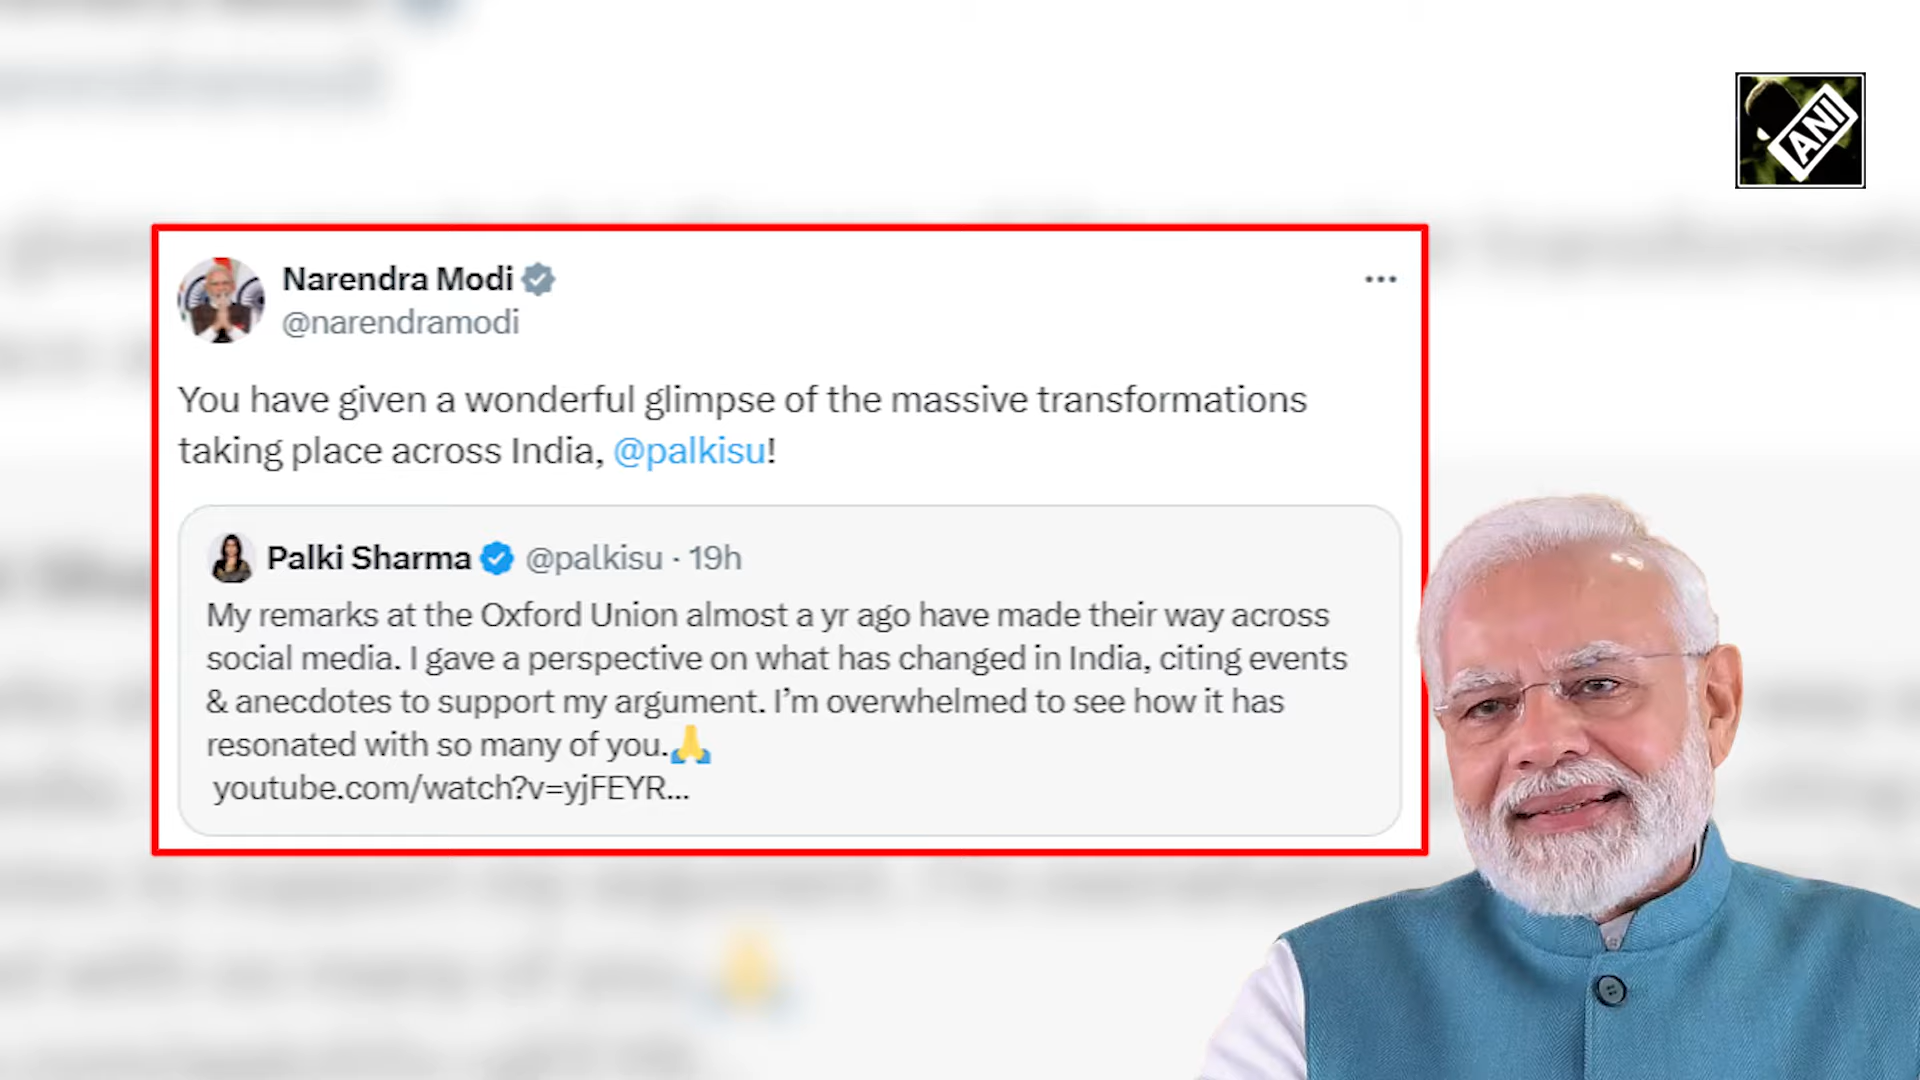 ANI
Narendra Modi
@narendramodi
You have given a wonderful glimpse of the massive transformations
taking place across India, @palkisu!
Palki Sharma @palkisu · 19h
My remarks at the Oxford Union almost a yr ago have made their way across
social media. I gave a perspective on what has changed in India, citing events
& anecdotes to support my argument. I’m overwhelmed to see how it has
resonated with so many of you.🙏
youtube.com/watch?v=yjFEYR...